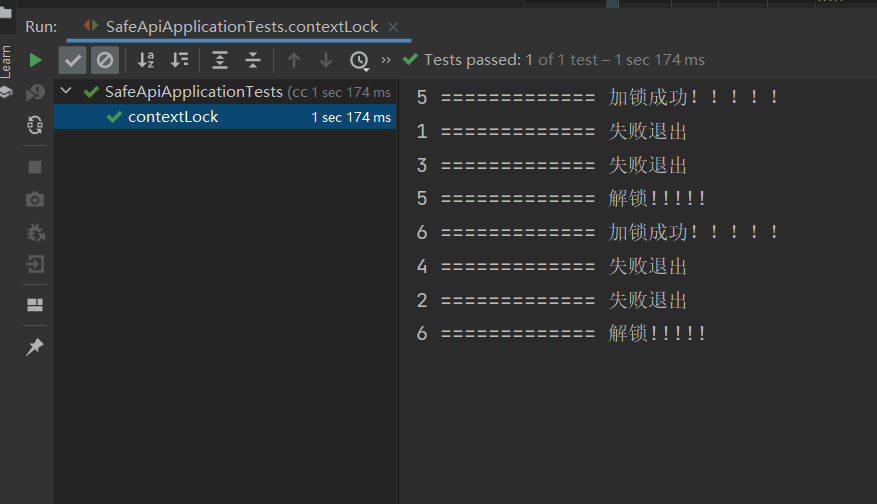 Run: SafeApiApplicationTests.contextLock ×
Learn
Tests passed: 1 of 1 test – 1 sec 174 ms
SafeApiApplicationTests (cc 1 sec 174 ms
contextLock 1 sec 174 ms
5 ============= 加锁成功！！！！！
1 ============= 失败退出
3 ============= 失败退出
5 ============= 解锁!!!!!
6 ============= 加锁成功！！！！！
4 ============= 失败退出
2 ============= 失败退出
6 ============= 解锁!!!!!